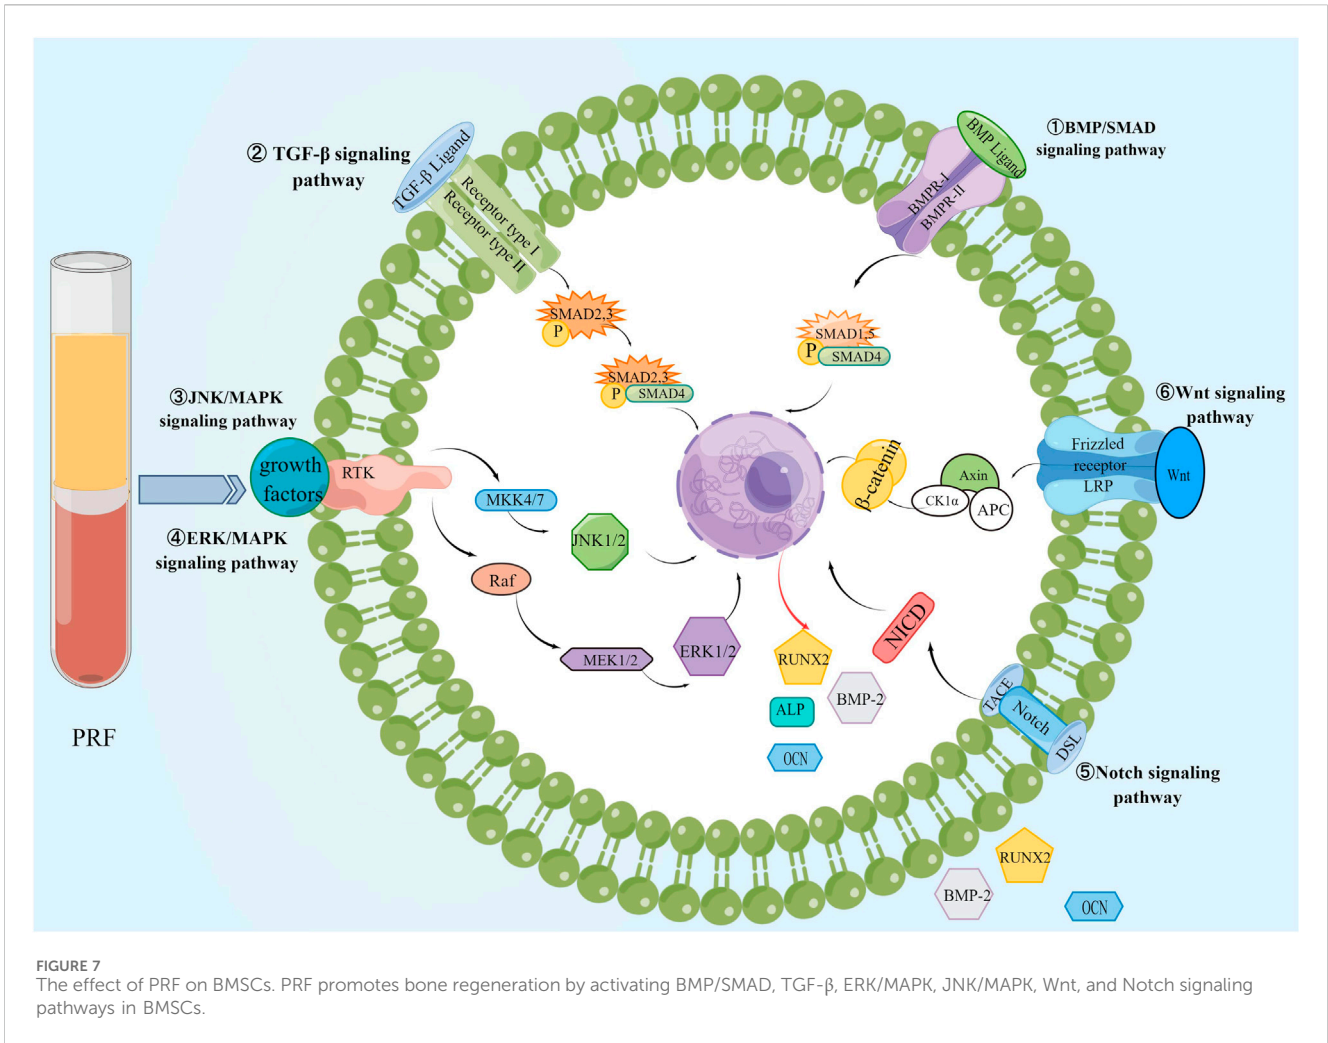 ② TGF-β signaling
pathway
TGF-β Ligand
Receptor type I
Receptor type II
BMP Ligand
BMPR-I
BMPR-II
①BMP/SMAD
signaling pathway
SMAD2,3
P
SMAD2,3
P
SMAD4
SMAD1,5
P
SMAD4
③JNK/MAPK
signaling pathway
growth
factors
RTK
④ERK/MAPK
signaling pathway
MKK4/7
JNK1/2
Raf
MEK1/2
ERK1/2
β-catenin
Axin
CK1α
APC
Frizzled
receptor
LRP
Wnt
⑥Wnt signaling
pathway
NICD
TACE
Notch
DSL
⑤Notch signaling
pathway
RUNX2
BMP-2
ALP
OCN
PRF
RUNX2
BMP-2
OCN
FIGURE 7
The effect of PRF on BMSCs. PRF promotes bone regeneration by activating BMP/SMAD, TGF-β, ERK/MAPK, JNK/MAPK, Wnt, and Notch signaling
pathways in BMSCs.